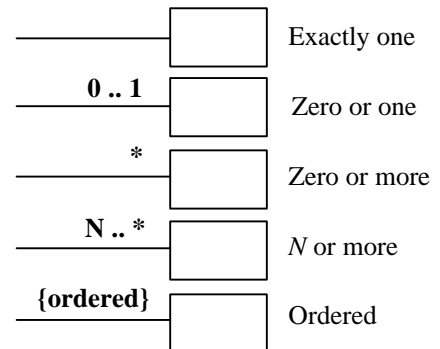 Exactly one
0 .. 1
Zero or one
*
Zero or more
N .. *
N or more
{ordered}
Ordered